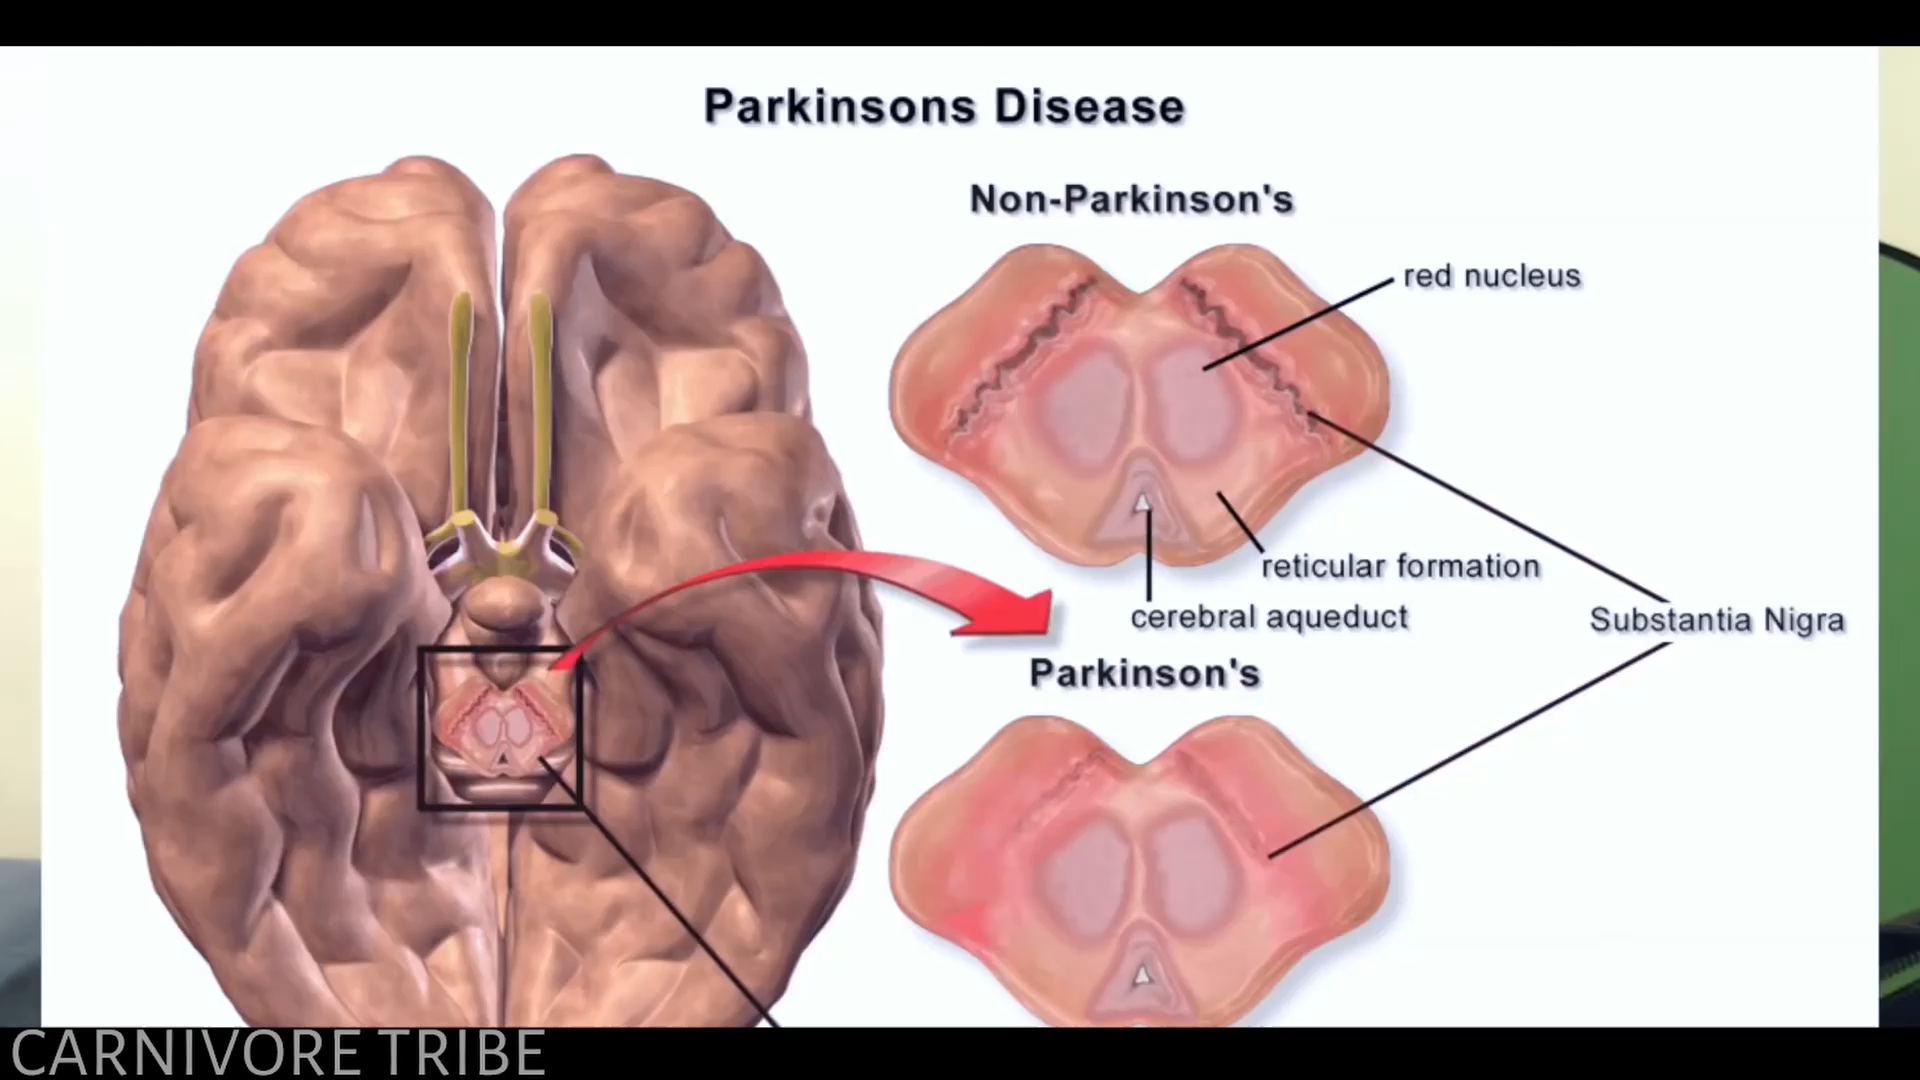 Parkinsons Disease
Non-Parkinson's
red nucleus
reticular formation
cerebral aqueduct
Substantia Nigra
Parkinson's
CARNIVORE TRIBE